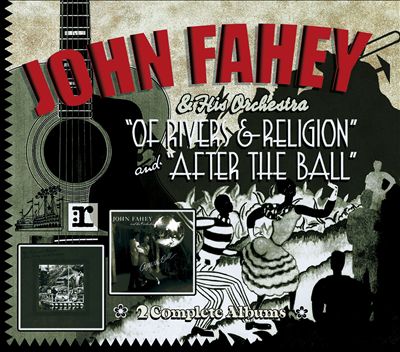 JOHN FAHEY
& His Orchestra
"OF RIVERS & RELIGION"
and "AFTER THE BALL"
r
JOHN FAHEY
2 Complete Albums